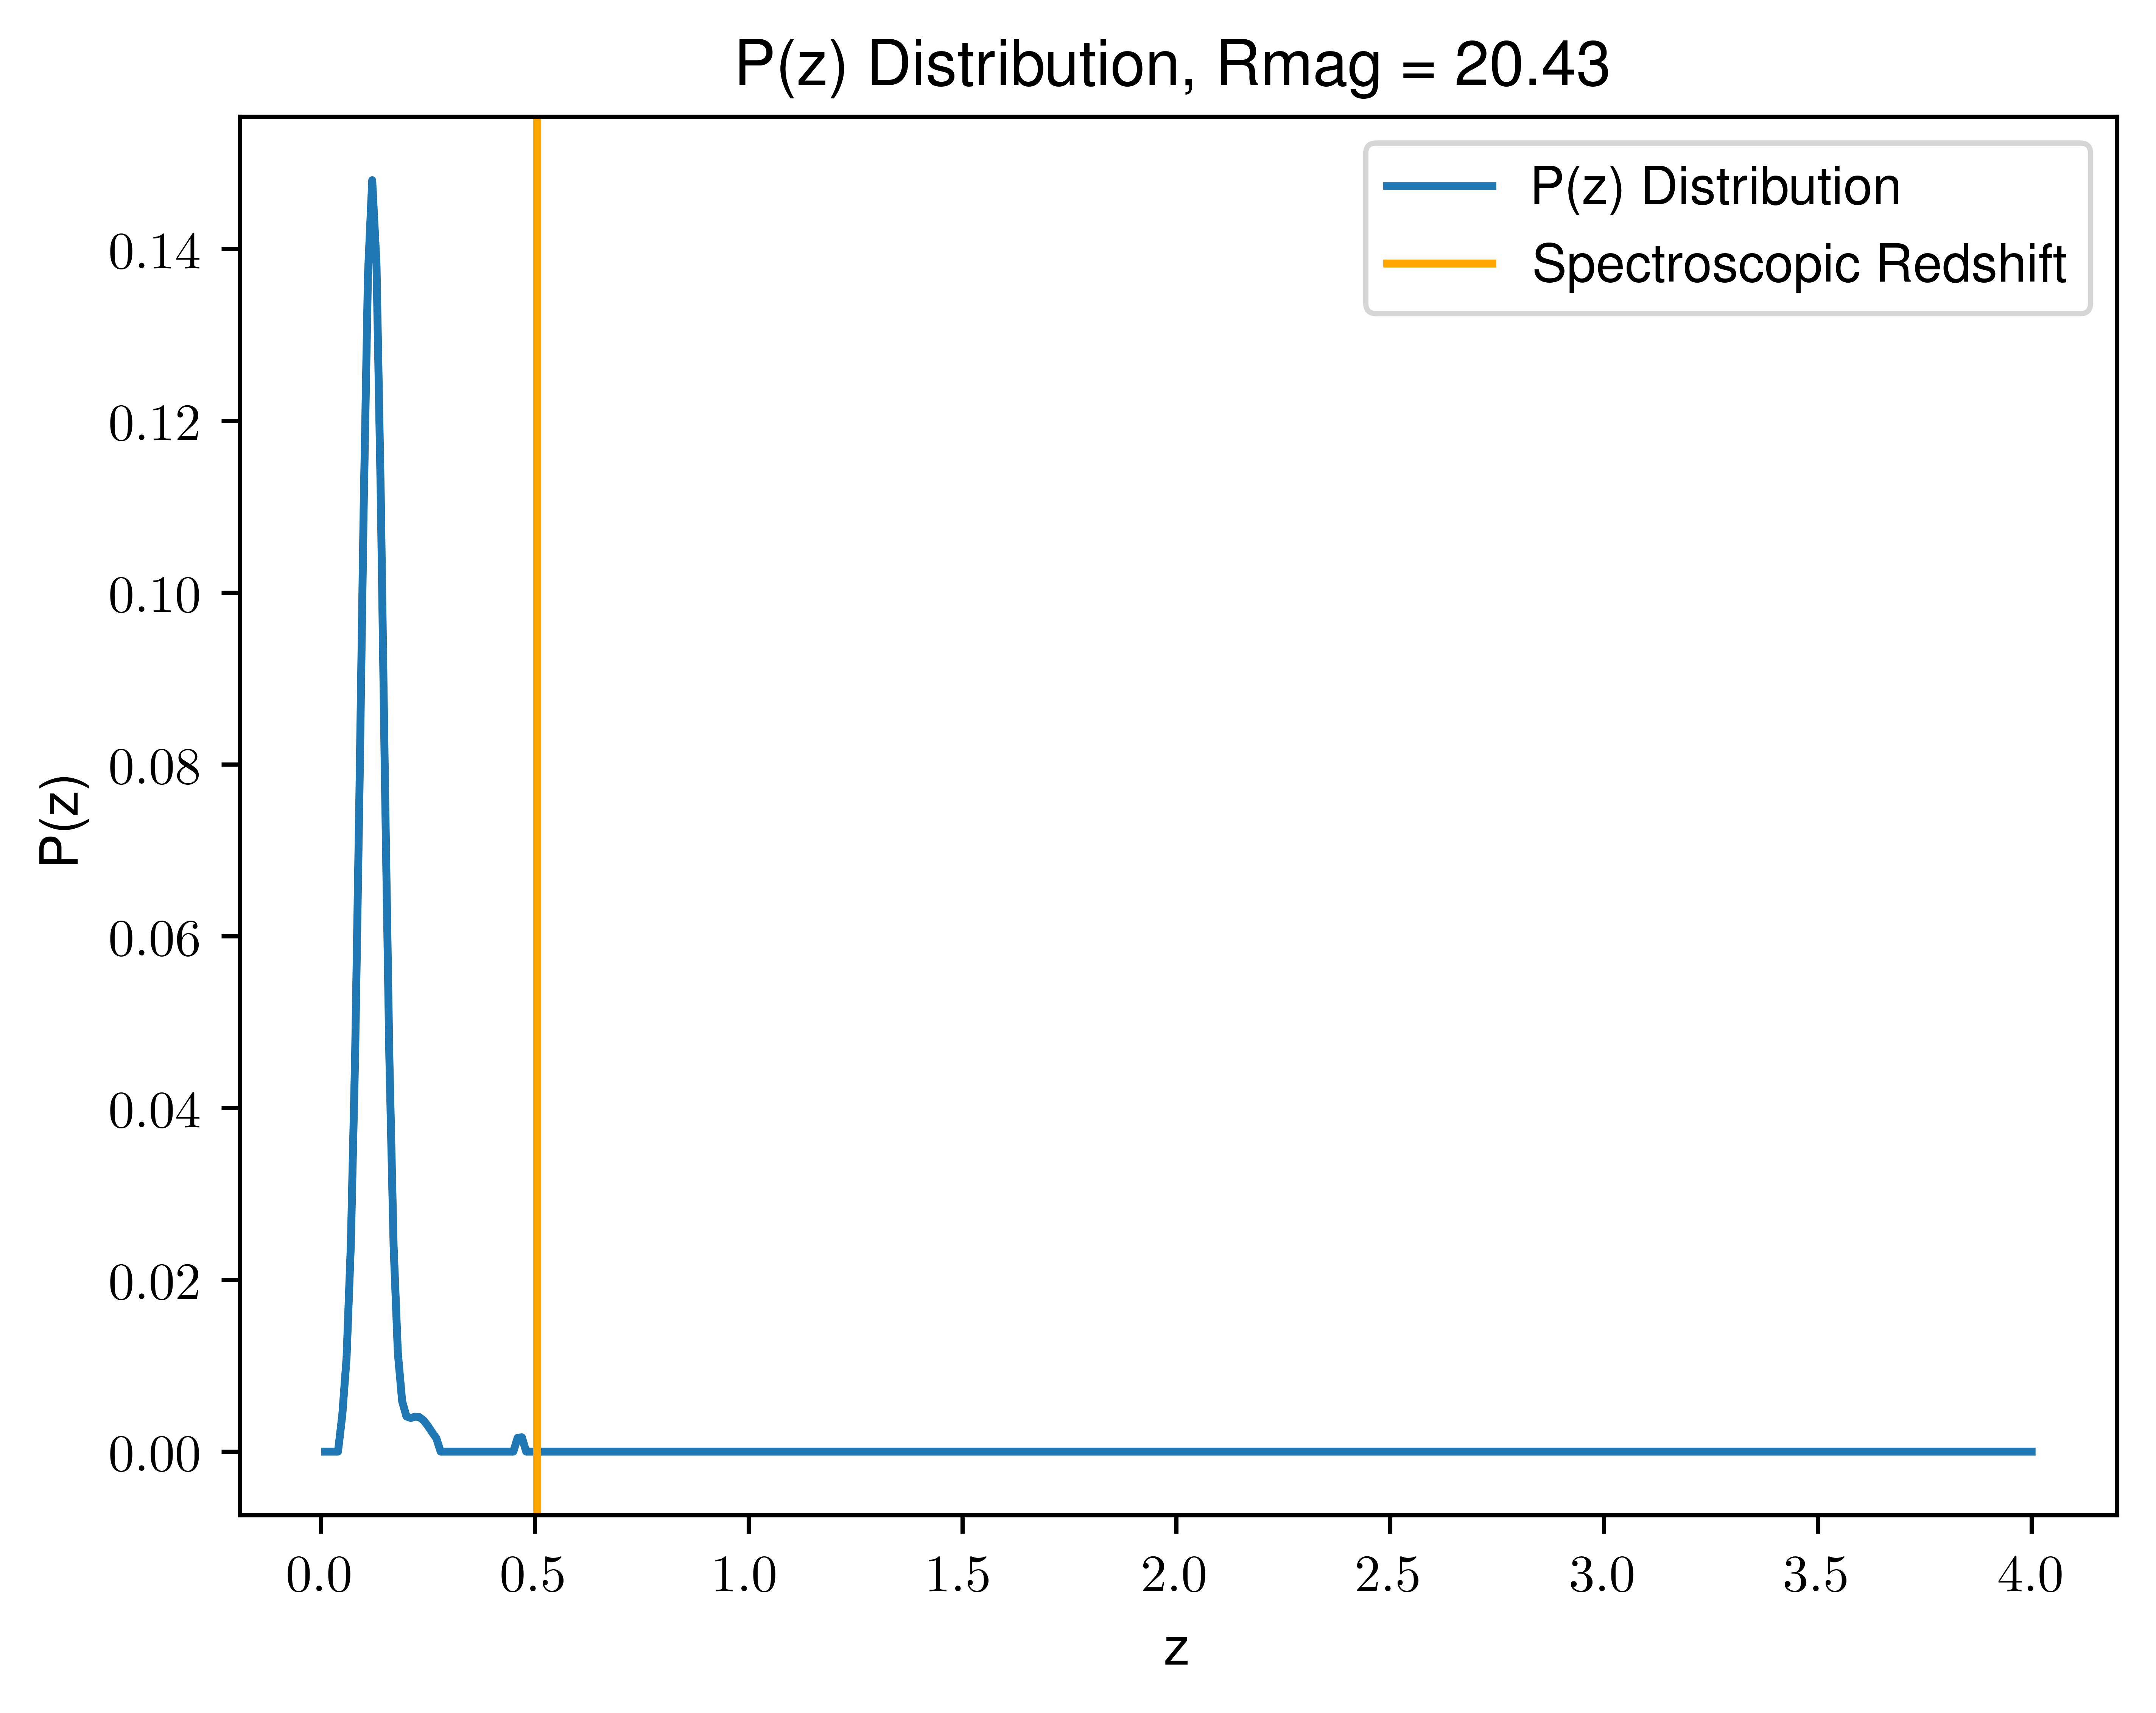 P(z) Distribution, Rmag = 20.43
P(z) Distribution
Spectroscopic Redshift
0.14
0.12
0.10
0.08
0.06
0.04
0.02
0.00
P(z)
0.0 0.5 1.0 1.5 2.0 2.5 3.0 3.5 4.0
z